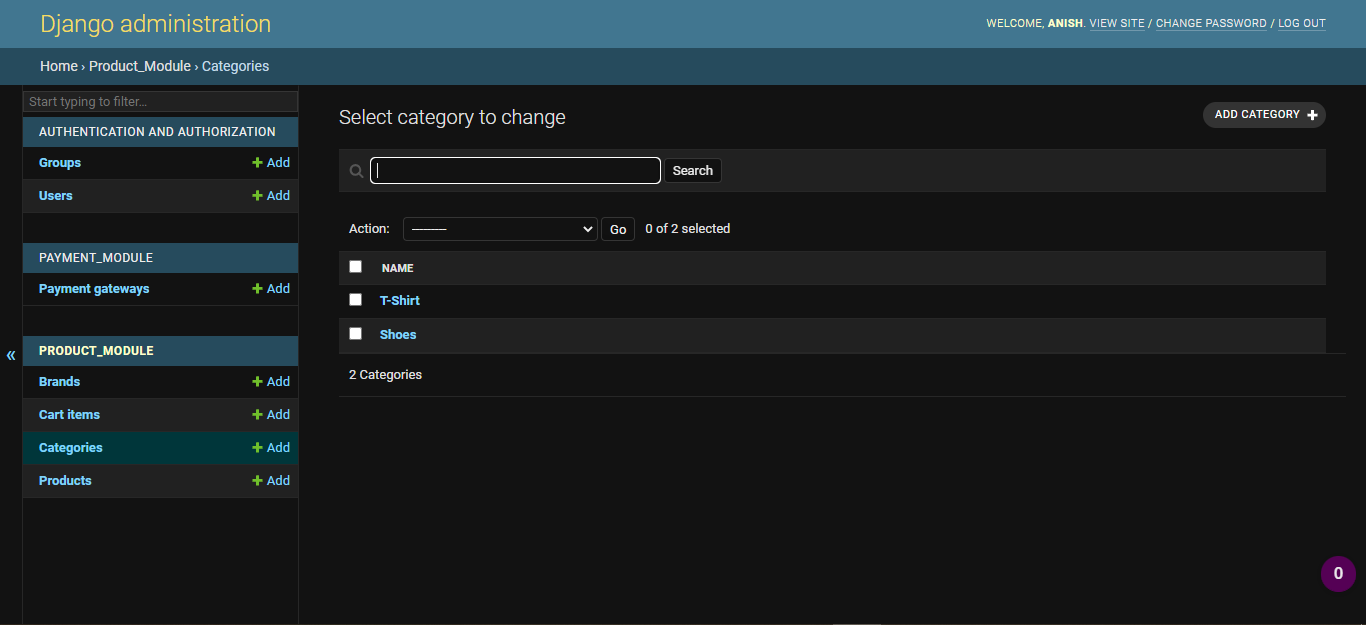 Django administration
WELCOME, ANISH. VIEW SITE / CHANGE PASSWORD / LOG OUT
Home › Product_Module › Categories
Start typing to filter…
AUTHENTICATION AND AUTHORIZATION
Groups + Add
Users + Add
PAYMENT_MODULE
Payment gateways + Add
«
PRODUCT_MODULE
Brands + Add
Cart items + Add
Categories + Add
Products + Add
Select category to change
ADD CATEGORY +
Search
Action: --------- Go 0 of 2 selected
NAME
T-Shirt
Shoes
2 Categories
0